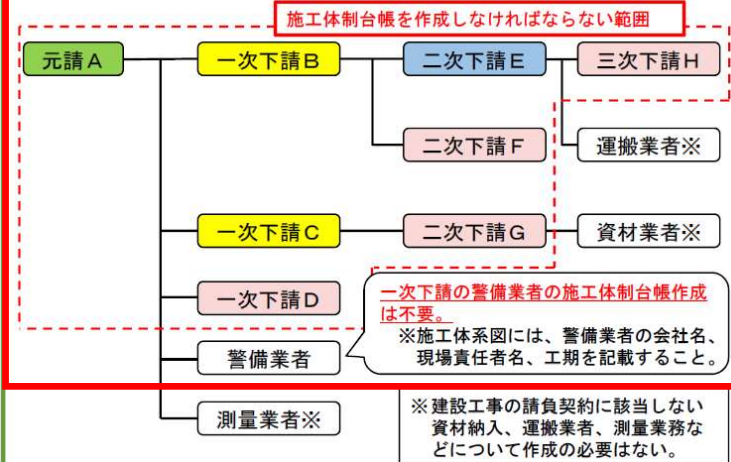 施工体制台帳を作成しなければならない範囲
元請A
一次下請B
二次下請E
三次下請H
二次下請F
運搬業者※
一次下請C
二次下請G
資材業者※
一次下請D
一次下請の警備業者の施工体制台帳作成
は不要。
※施工体系図には、警備業者の会社名、
現場責任者名、工期を記載すること。
警備業者
測量業者※
※建設工事の請負契約に該当しない
資材納入、運搬業者、測量業務な
どについて作成の必要はない。